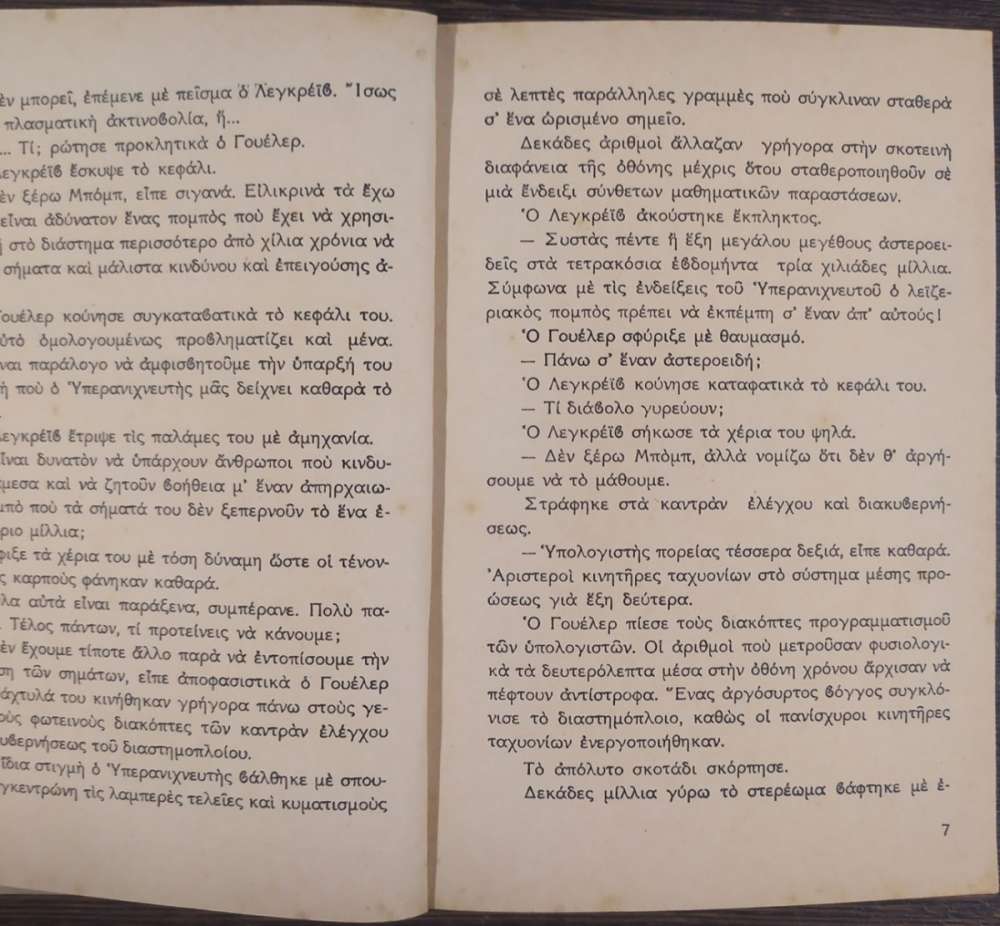 ὲν μπορεῖ, ἐπέμενε μὲ πεῖσμα ὁ Λεγκρέϊβ. Ἴσως
πλασματικὴ ἀκτινοβολία, ἤ...
... Τί; ρώτησε προκλητικὰ ὁ Γουέλερ.
εγκρέϊβ ἔσκυψε τὸ κεφάλι.
ὲν ξέρω Μπόμπ, εἶπε σιγανά. Εἰλικρινὰ τὰ ἔχω
εἶναι ἀδύνατον ἕνας πομπὸς ποὺ ἔχει νὰ χρησι-
ῆ στὸ διάστημα περισσότερο ἀπὸ χίλια χρόνια νὰ
σήματα καὶ μάλιστα κινδύνου καὶ ἐπειγούσης ἀ-
ουέλερ κούνησε συγκαταβατικὰ τὸ κεφάλι του.
ὐτὸ ὁμολογουμένως προβληματίζει καὶ μένα.
ναι παράλογο νὰ ἀμφισβητοῦμε τὴν ὕπαρξή του
ὴ ποὺ ὁ Ὑπερανιχνευτὴς μᾶς δείχνει καθαρὰ τὸ
.
εγκρέϊβ ἔτριψε τὶς παλάμες του μὲ ἀμηχανία.
εἶναι δυνατὸν νὰ ὑπάρχουν ἄνθρωποι ποὺ κινδυ-
μεσα καὶ νὰ ζητοῦν βοήθεια μ' ἕναν ἀπηρχαιω-
μπὸ ποὺ τὰ σήματά του δὲν ξεπερνοῦν τὸ ἕνα ἑ-
ριο μίλλια;
φιξε τὰ χέρια του μὲ τόση δύναμη ὥστε οἱ τένον-
ς καρποὺς φάνηκαν καθαρά.
λα αὐτὰ εἶναι παράξενα, συμπέρανε. Πολὺ πα-
. Τέλος πάντων, τί προτείνεις νὰ κάνουμε;
ὲν ἔχουμε τίποτε ἄλλο παρὰ νὰ ἐντοπίσουμε τὴν
ση τῶν σημάτων, εἶπε ἀποφασιστικὰ ὁ Γουέλερ
άχτυλά του κινήθηκαν γρήγορα πάνω στοὺς γε-
οὺς φωτεινοὺς διακόπτες τῶν καντρὰν ἐλέγχου
υβερνήσεως τοῦ διαστημοπλοίου.
ἴδια στιγμὴ ὁ Ὑπερανιχνευτὴς βάλθηκε μὲ σπου-
γκεντρώνη τὶς λαμπερὲς τελεῖες καὶ κυματισμοὺς
σὲ λεπτὲς παράλληλες γραμμὲς ποὺ σύγκλιναν σταθερὰ
σ' ἕνα ὡρισμένο σημεῖο.
Δεκάδες ἀριθμοὶ ἄλλαζαν γρήγορα στὴν σκοτεινὴ
διαφάνεια τῆς ὀθόνης μέχρις ὅτου σταθεροποιηθοῦν σὲ
μιὰ ἔνδειξι σύνθετων μαθηματικῶν παραστάσεων.
Ὁ Λεγκρέϊβ ἀκούστηκε ἔκπληκτος.
— Συστὰς πέντε ἢ ἕξη μεγάλου μεγέθους ἀστεροει-
δεῖς στὰ τετρακόσια ἑβδομήντα τρία χιλιάδες μίλλια.
Σύμφωνα μὲ τὶς ἐνδείξεις τοῦ Ὑπερανιχνευτοῦ ὁ λεϊζε-
ριακὸς πομπὸς πρέπει νὰ ἐκπέμπη σ' ἕναν ἀπ' αὐτούς!
Ὁ Γουέλερ σφύριξε μὲ θαυμασμό.
— Πάνω σ' ἕναν ἀστεροειδή;
Ὁ Λεγκρέϊβ κούνησε καταφατικὰ τὸ κεφάλι του.
— Τί διάβολο γυρεύουν;
Ὁ Λεγκρέϊβ σήκωσε τὰ χέρια του ψηλά.
— Δὲν ξέρω Μπὸμπ, ἀλλὰ νομίζω ὅτι δὲν θ' ἀργή-
σουμε νὰ τὸ μάθουμε.
Στράφηκε στὰ καντρὰν ἐλέγχου καὶ διακυβερνή-
σεως.
— Ὑπολογιστὴς πορείας τέσσερα δεξιά, εἶπε καθαρά.
Ἀριστεροὶ κινητῆρες ταχυονίων στὸ σύστημα μέσης προ-
ώσεως γιὰ ἕξη δεύτερα.
Ὁ Γουέλερ πίεσε τοὺς διακόπτες προγραμματισμοῦ
τῶν ὑπολογιστῶν. Οἱ ἀριθμοὶ ποὺ μετροῦσαν φυσιολογι-
κὰ τὰ δευτερόλεπτα μέσα στὴν ὀθόνη χρόνου ἄρχισαν νὰ
πέφτουν ἀντίστροφα. Ἕνας ἀργόσυρτος βόγγος συγκλό-
νισε τὸ διαστημόπλοιο, καθὼς οἱ πανίσχυροι κινητῆρες
ταχυονίων ἐνεργοποιήθηκαν.
Τὸ ἀπόλυτο σκοτάδι σκόρπησε.
Δεκάδες μίλλια γύρω τὸ στερέωμα βάφτηκε μὲ ἐ-
7